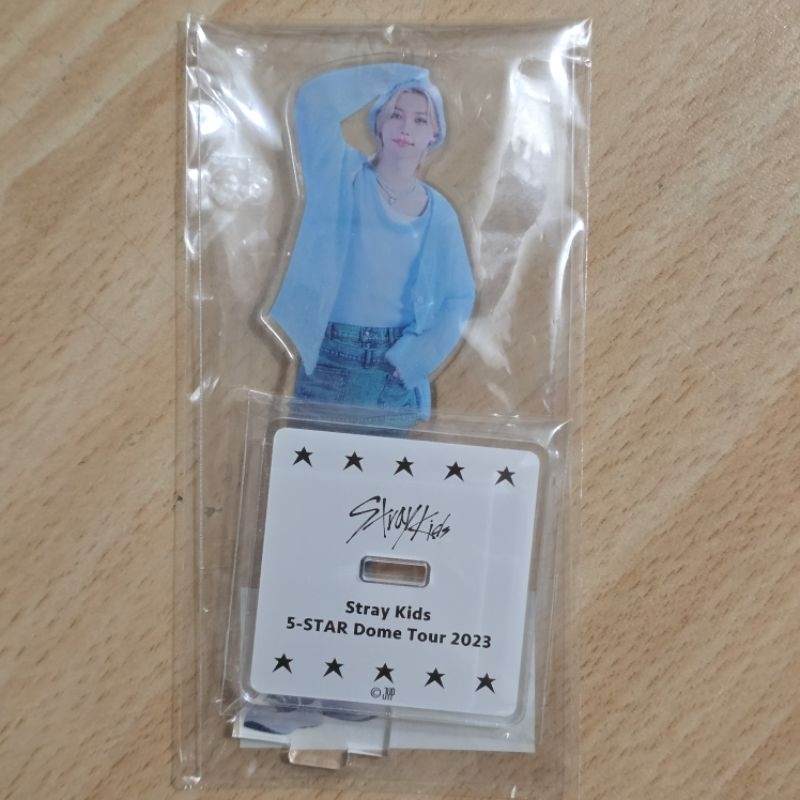 Stray Kids
Stray Kids
5-STAR Dome Tour 2023
© JYP